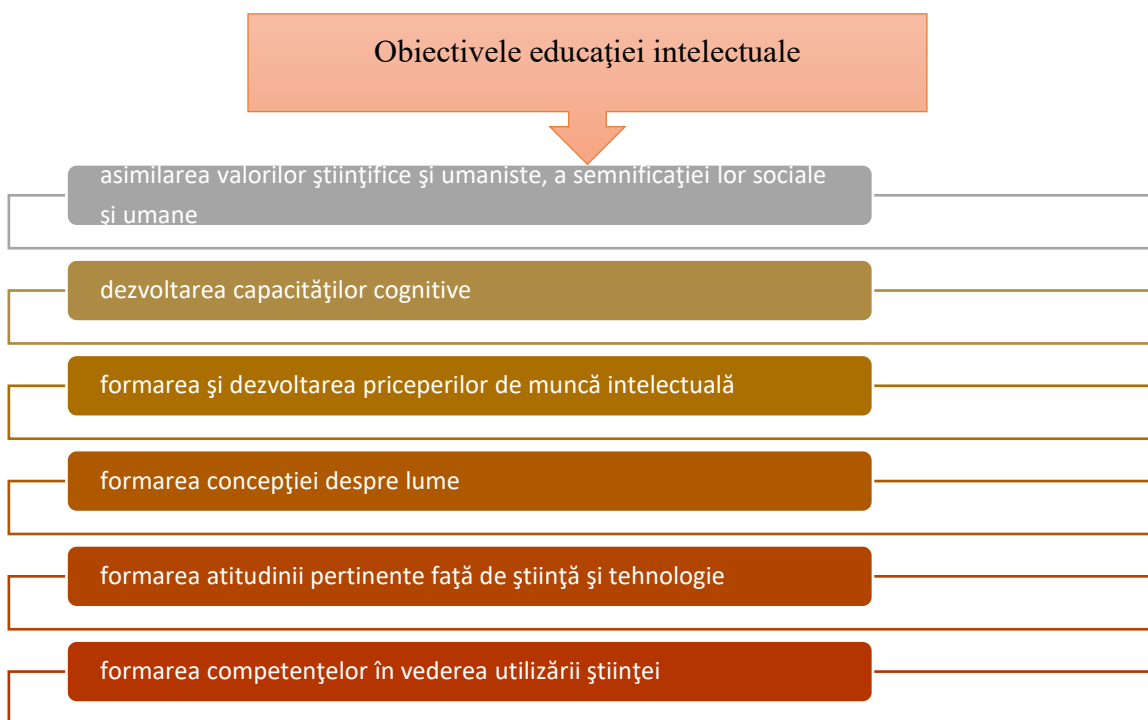 Obiectivele educaţiei intelectuale
asimilarea valorilor ştiinţifice şi umaniste, a semnificaţiei lor sociale
şi umane
dezvoltarea capacităţilor cognitive
formarea şi dezvoltarea priceperilor de muncă intelectuală
formarea concepţiei despre lume
formarea atitudinii pertinente faţă de ştiinţă şi tehnologie
formarea competenţelor în vederea utilizării ştiinţei